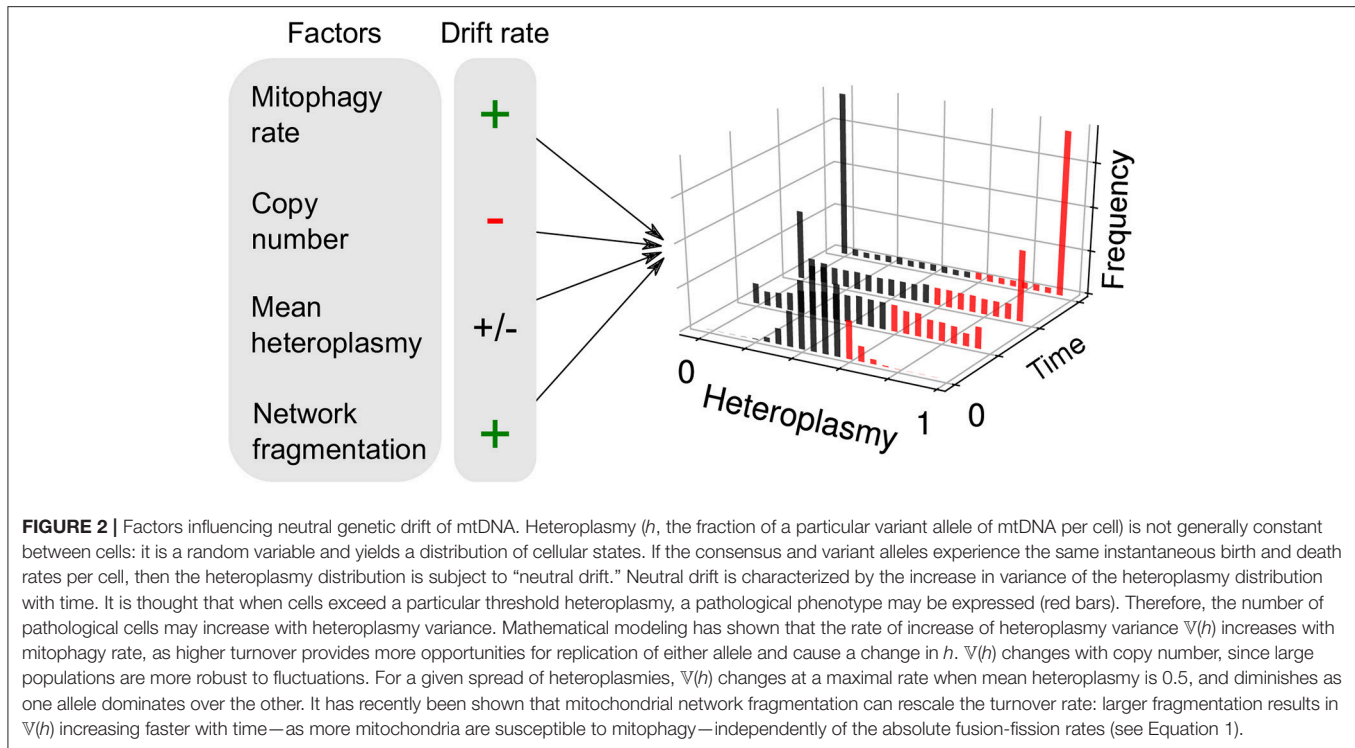 Factors
Drift rate
Mitophagy
rate
+
Copy
number
-
Mean
heteroplasmy
+/-
Network
fragmentation
+
Frequency
Time
0
Heteroplasmy
1
0
FIGURE 2 | Factors influencing neutral genetic drift of mtDNA. Heteroplasmy (h, the fraction of a particular variant allele of mtDNA per cell) is not generally constant
between cells: it is a random variable and yields a distribution of cellular states. If the consensus and variant alleles experience the same instantaneous birth and death
rates per cell, then the heteroplasmy distribution is subject to “neutral drift.” Neutral drift is characterized by the increase in variance of the heteroplasmy distribution
with time. It is thought that when cells exceed a particular threshold heteroplasmy, a pathological phenotype may be expressed (red bars). Therefore, the number of
pathological cells may increase with heteroplasmy variance. Mathematical modeling has shown that the rate of increase of heteroplasmy variance 𝕍(h) increases with
mitophagy rate, as higher turnover provides more opportunities for replication of either allele and cause a change in h. 𝕍(h) changes with copy number, since large
populations are more robust to fluctuations. For a given spread of heteroplasmies, 𝕍(h) changes at a maximal rate when mean heteroplasmy is 0.5, and diminishes as
one allele dominates over the other. It has recently been shown that mitochondrial network fragmentation can rescale the turnover rate: larger fragmentation results in
𝕍(h) increasing faster with time—as more mitochondria are susceptible to mitophagy—independently of the absolute fusion-fission rates (see Equation 1).